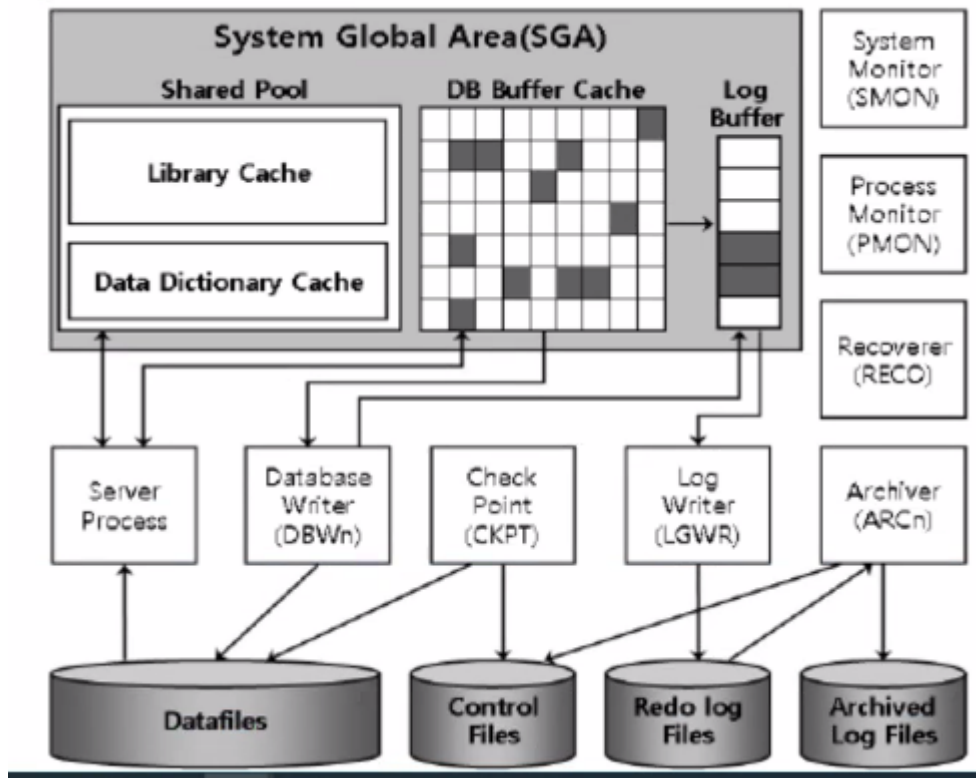 System Global Area(SGA)
Shared Pool
DB Buffer Cache
Log
Buffer
Library Cache
Data Dictionary Cache
System
Monitor
(SMON)
Process
Monitor
(PMON)
Recoverer
(RECO)
Server
Process
Database
Writer
(DBWn)
Check
Point
(CKPT)
Log
Writer
(LGWR)
Archiver
(ARCn)
Datafiles
Control
Files
Redo log
Files
Archived
Log Files